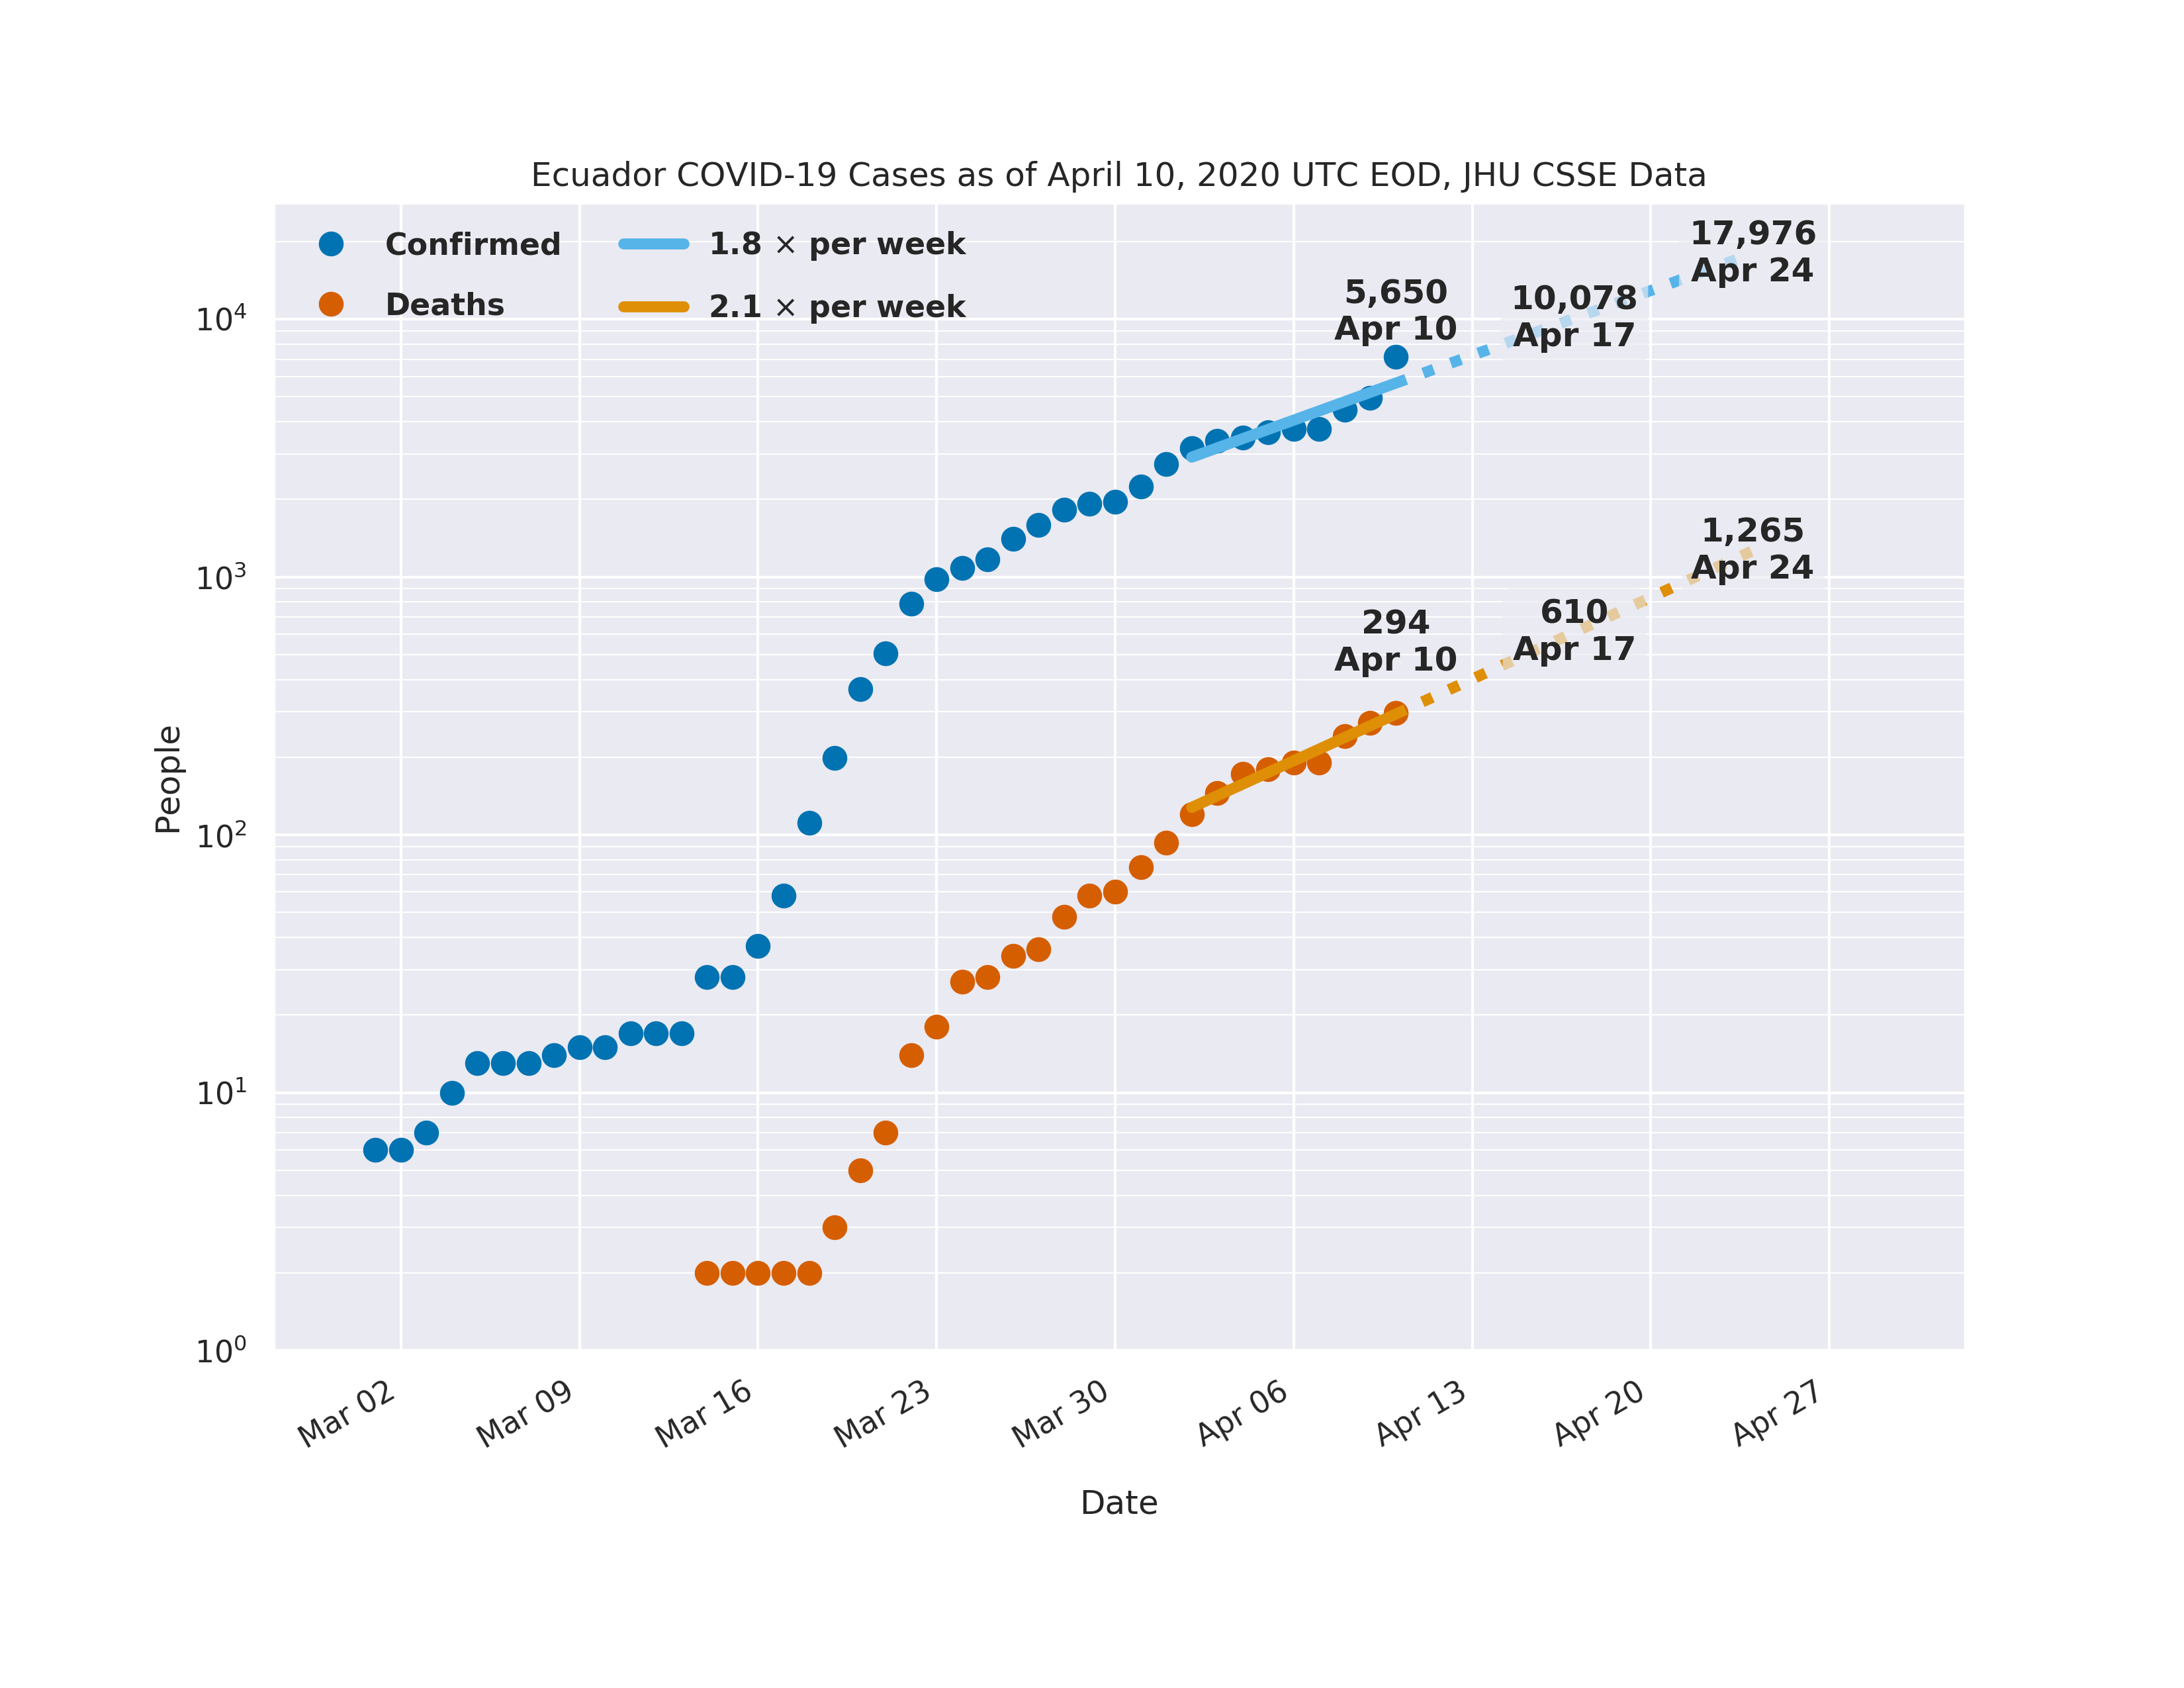 Ecuador COVID-19 Cases as of April 10, 2020 UTC EOD, JHU CSSE Data
Confirmed
Deaths
1.8 × per week
2.1 × per week
17,976
Apr 24
5,650
Apr 10
10,078
Apr 17
1,265
Apr 24
294
Apr 10
610
Apr 17
People
10⁴
10³
10²
10¹
10⁰
Mar 02
Mar 09
Mar 16
Mar 23
Mar 30
Apr 06
Apr 13
Apr 20
Apr 27
Date